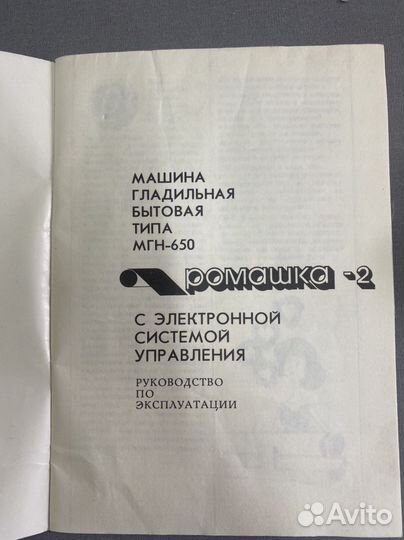 МАШИНА
ГЛАДИЛЬНАЯ
БЫТОВАЯ
ТИПА
МГН-650
ромашка-2
С ЭЛЕКТРОННОЙ
СИСТЕМОЙ
УПРАВЛЕНИЯ
РУКОВОДСТВО
ПО
ЭКСПЛУАТАЦИИ
Avito